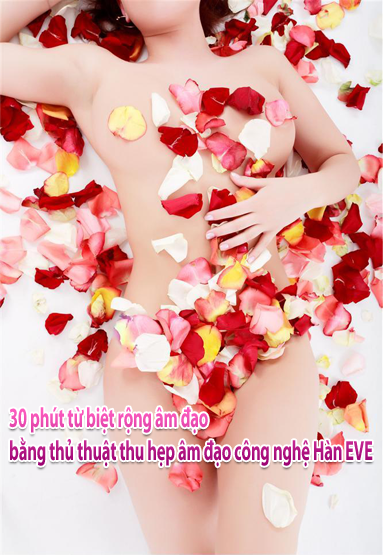 30 phút từ biệt rộng âm đạo
bằng thủ thuật thu hẹp âm đạo công nghệ Hàn EVE